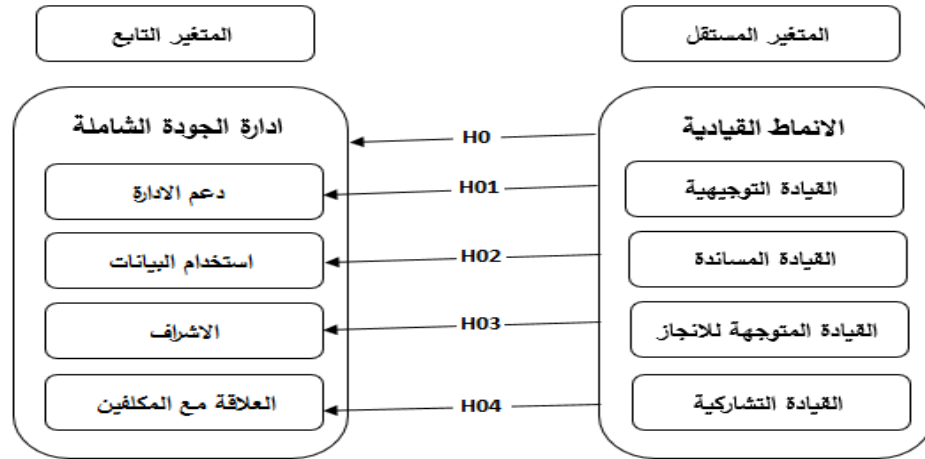 المتغير المستقل
المتغير التابع
الانماط القيادية
القيادة التوجيهية
القيادة المساندة
القيادة المتوجهة للانجاز
القيادة التشاركية
H0
H01
H02
H03
H04
ادارة الجودة الشاملة
دعم الادارة
استخدام البيانات
الاشراف
العلاقة مع المكلفين